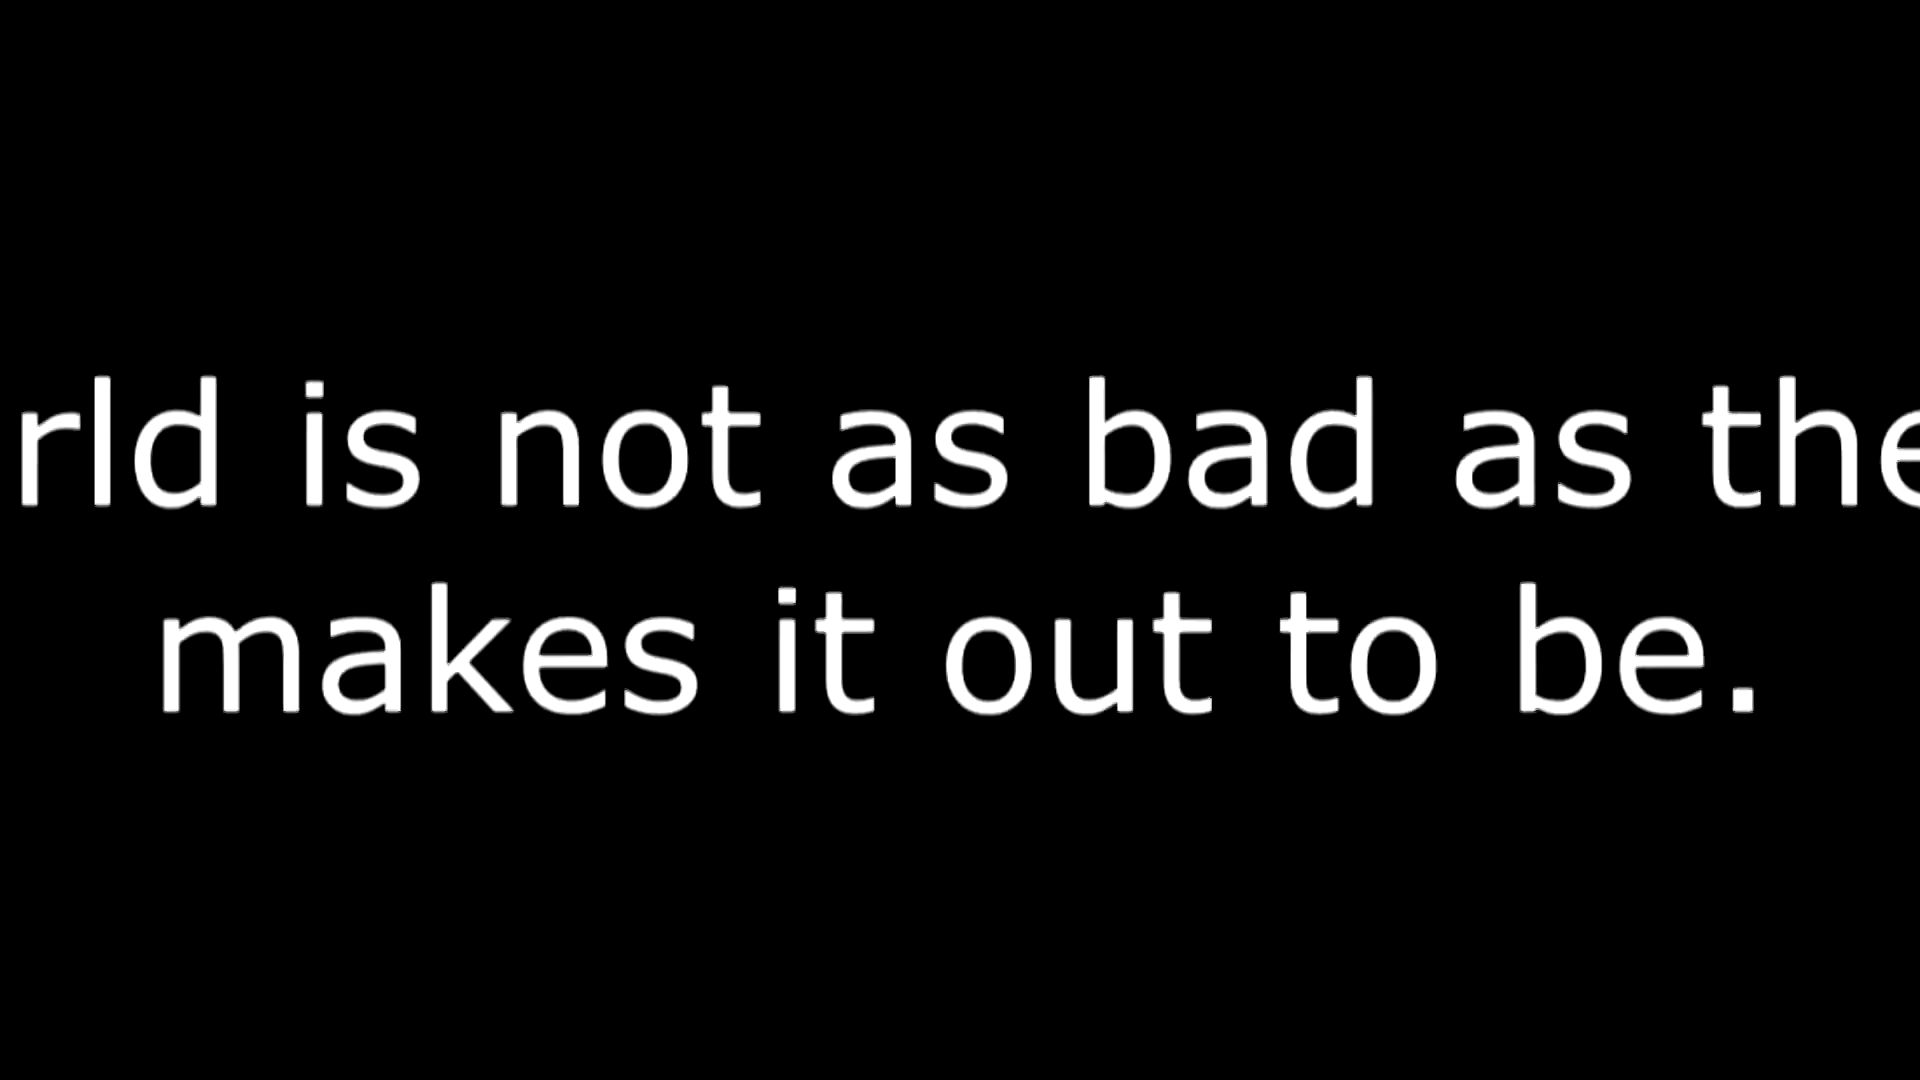 rld is not as bad as the
makes it out to be.